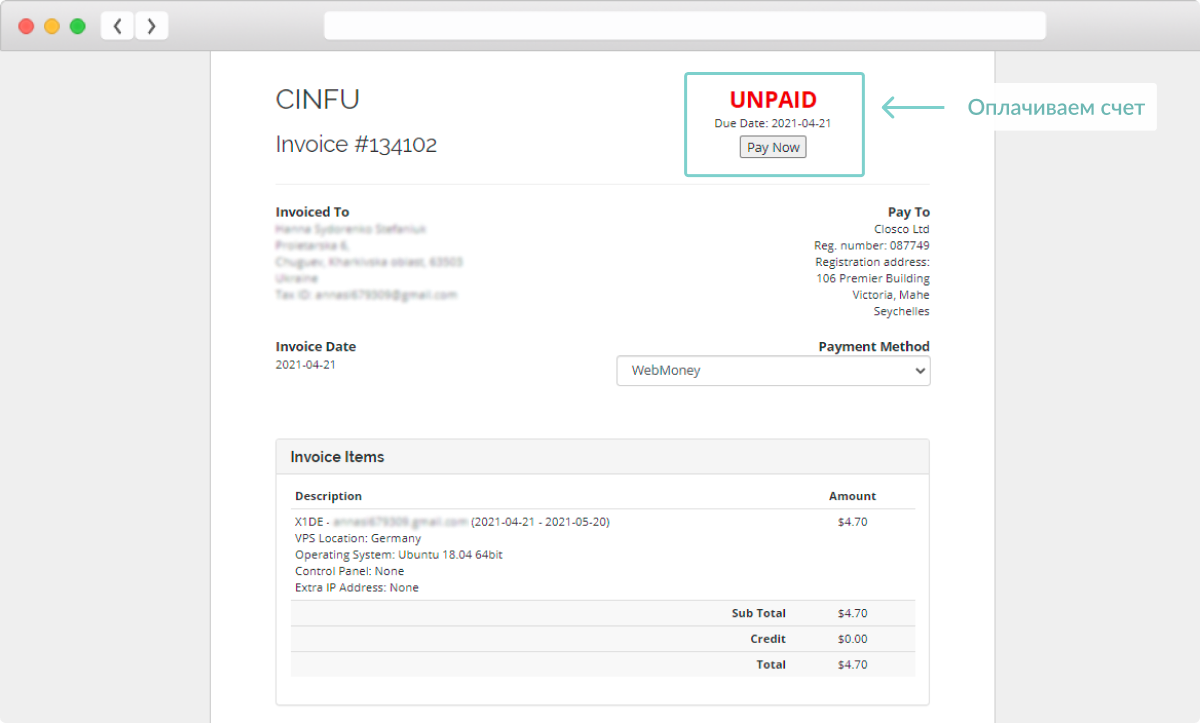 CINFU
Invoice #134102
UNPAID
Due Date: 2021-04-21
Pay Now
Оплачиваем счет
Invoiced To
Pay To
Closco Ltd
Reg. number: 087749
Registration address:
106 Premier Building
Victoria, Mahe
Seychelles
Invoice Date
2021-04-21
Payment Method
WebMoney
Invoice Items
Description Amount
X1DE - (2021-04-21 - 2021-05-20) $4.70
VPS Location: Germany
Operating System: Ubuntu 18.04 64bit
Control Panel: None
Extra IP Address: None
Sub Total $4.70
Credit $0.00
Total $4.70